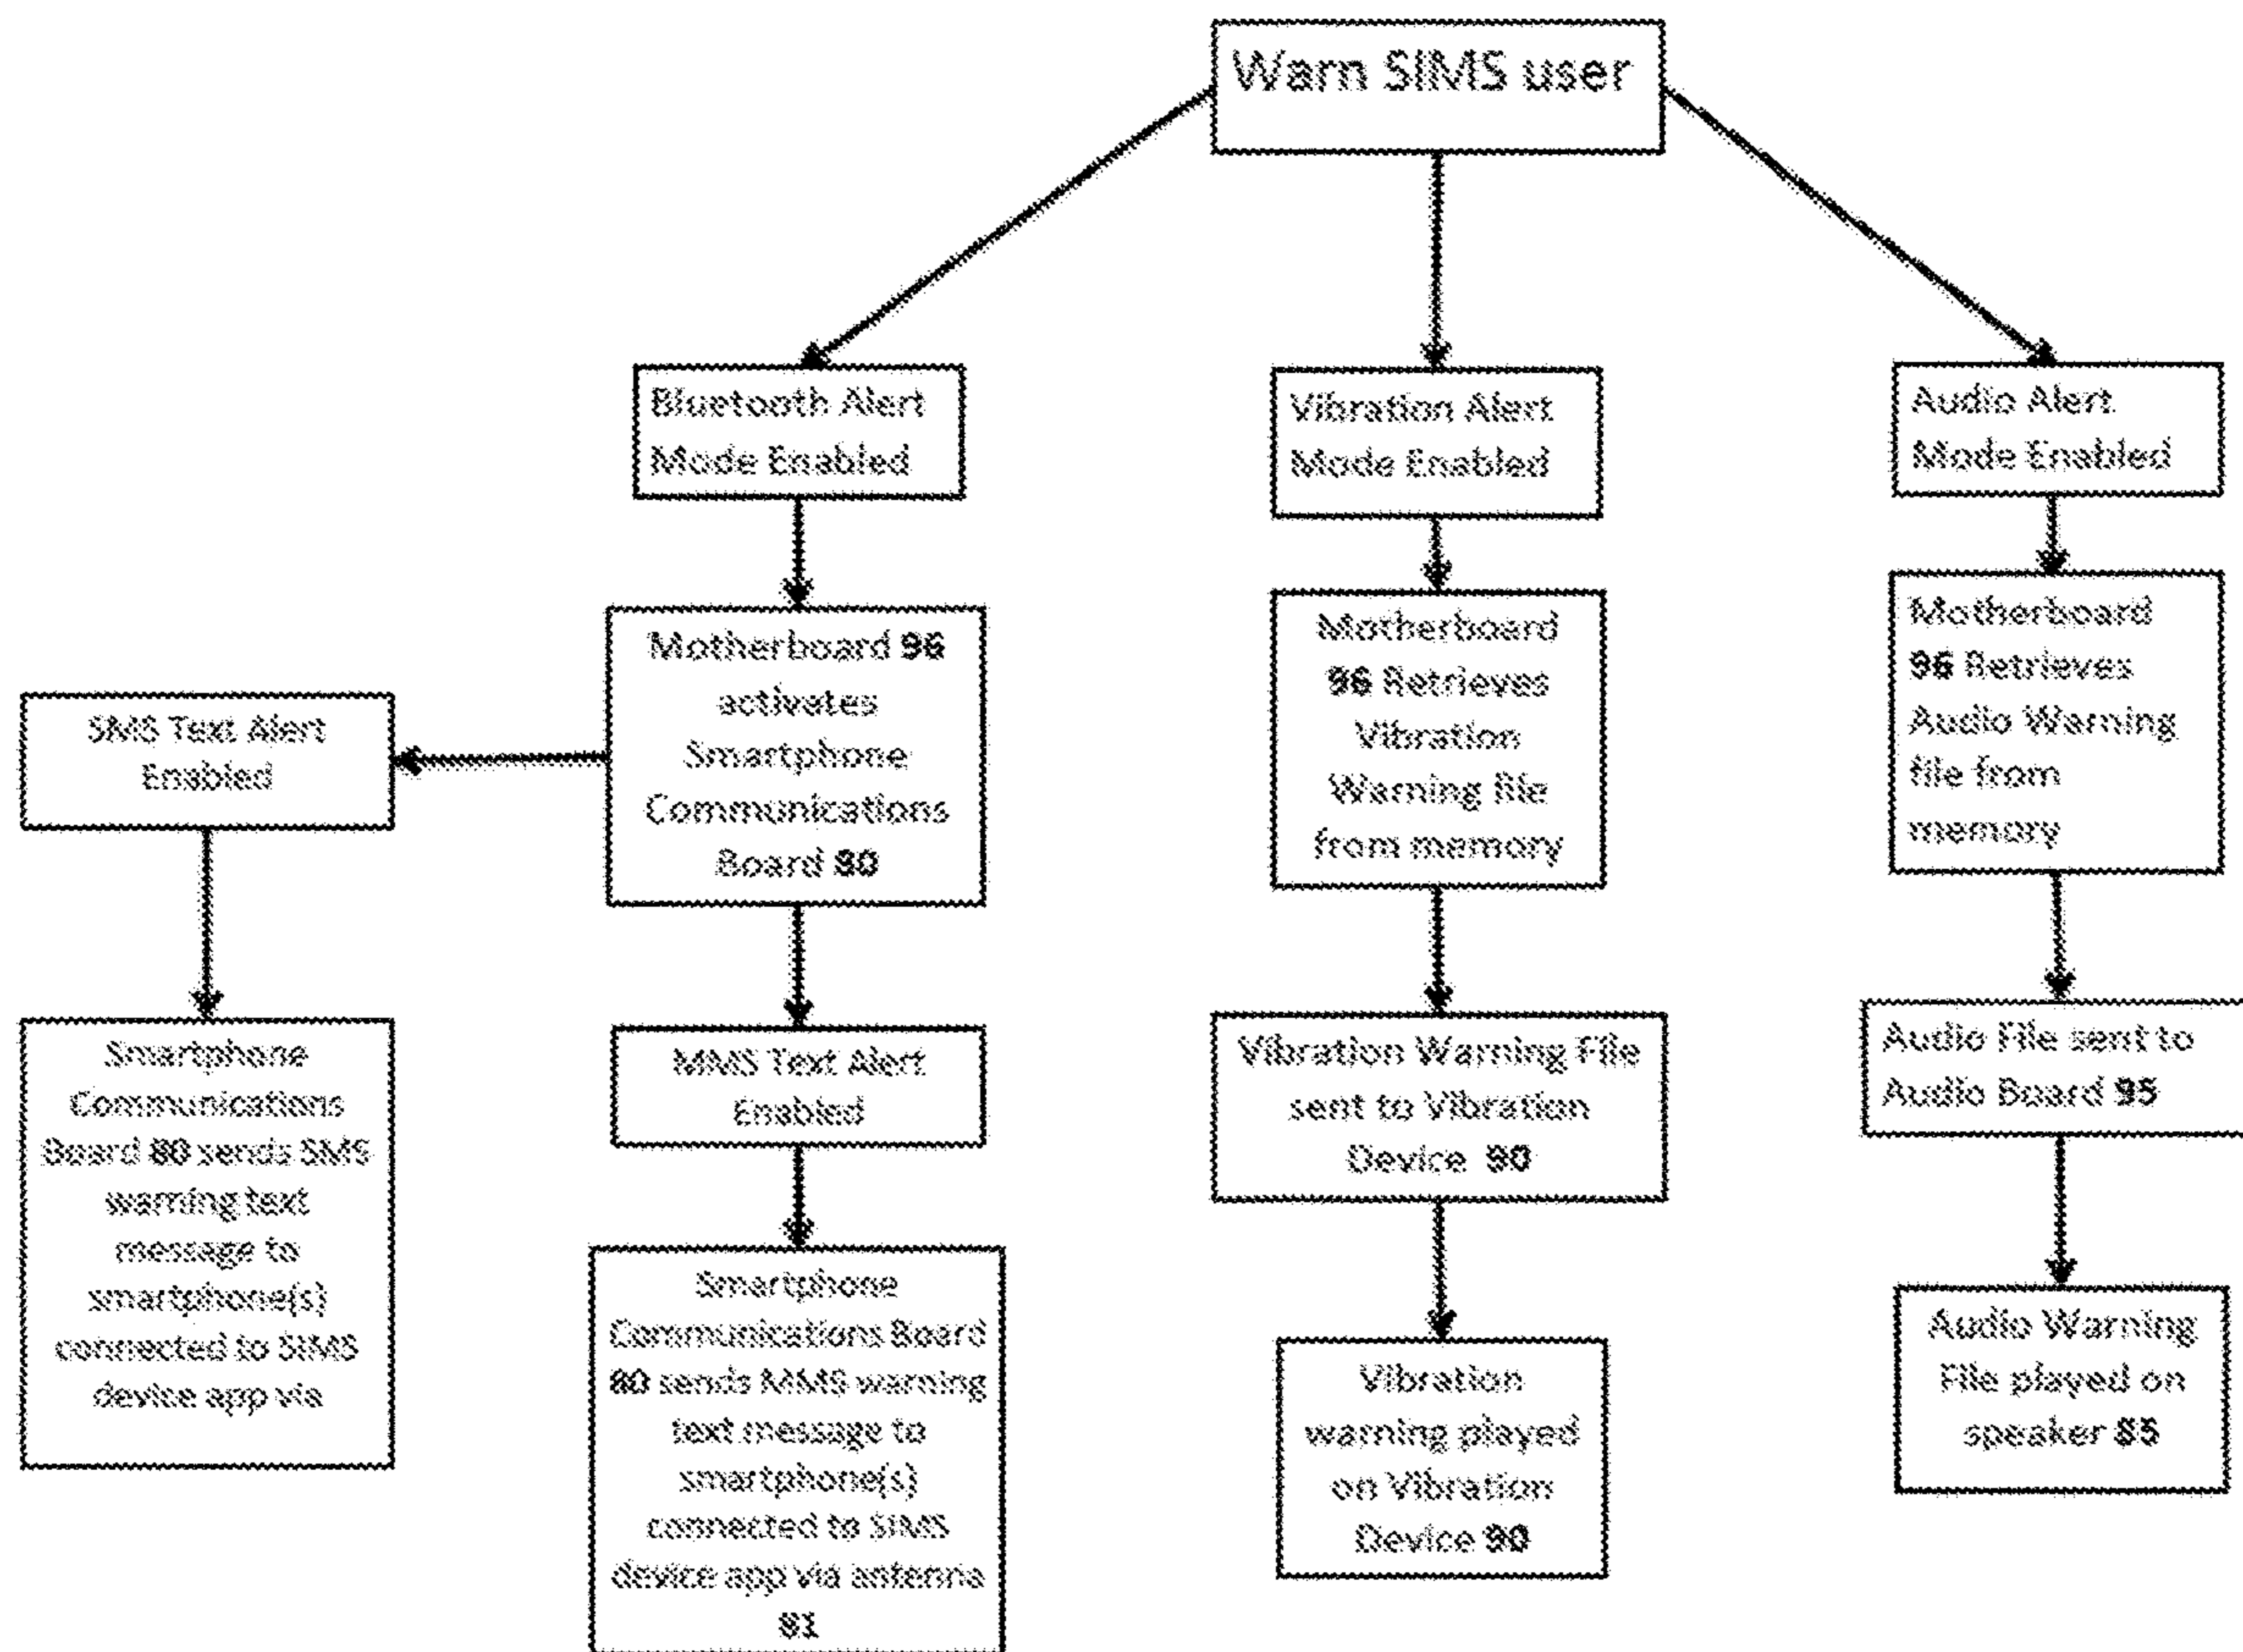 Warn SIMS user
Bluetooth Alert
Mode Enabled
Vibration Alert
Mode Enabled
Audio Alert
Mode Enabled
Motherboard 96
activates
Smartphone
Communications
Board 80
SMS Text Alert
Enabled
Smartphone
Communications
Board 80 sends SMS
warning text
message to
smartphone(s)
connected to SIMS
device app via
MMS Text Alert
Enabled
Smartphone
Communications Board
80 sends MMS warning
text message to
smartphone(s)
connected to SIMS
device app via antenna
81
Motherboard
96 Retrieves
Vibration
Warning file
from memory
Vibration Warning File
sent to Vibration
Device 90
Vibration
warning played
on Vibration
Device 90
Motherboard
96 Retrieves
Audio Warning
file from
memory
Audio File sent to
Audio Board 95
Audio Warning
File played on
speaker 85